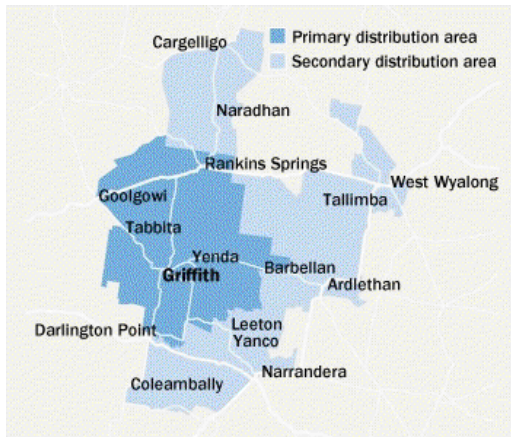 Cargelligo
Primary distribution area
Secondary distribution area
Naradhan
Rankins Springs
West Wyalong
Goolgowi
Tallimba
Tabbita
Yenda
Barbellan
Griffith
Ardlethan
Darlington Point
Leeton
Yanco
Narrandera
Coleambally